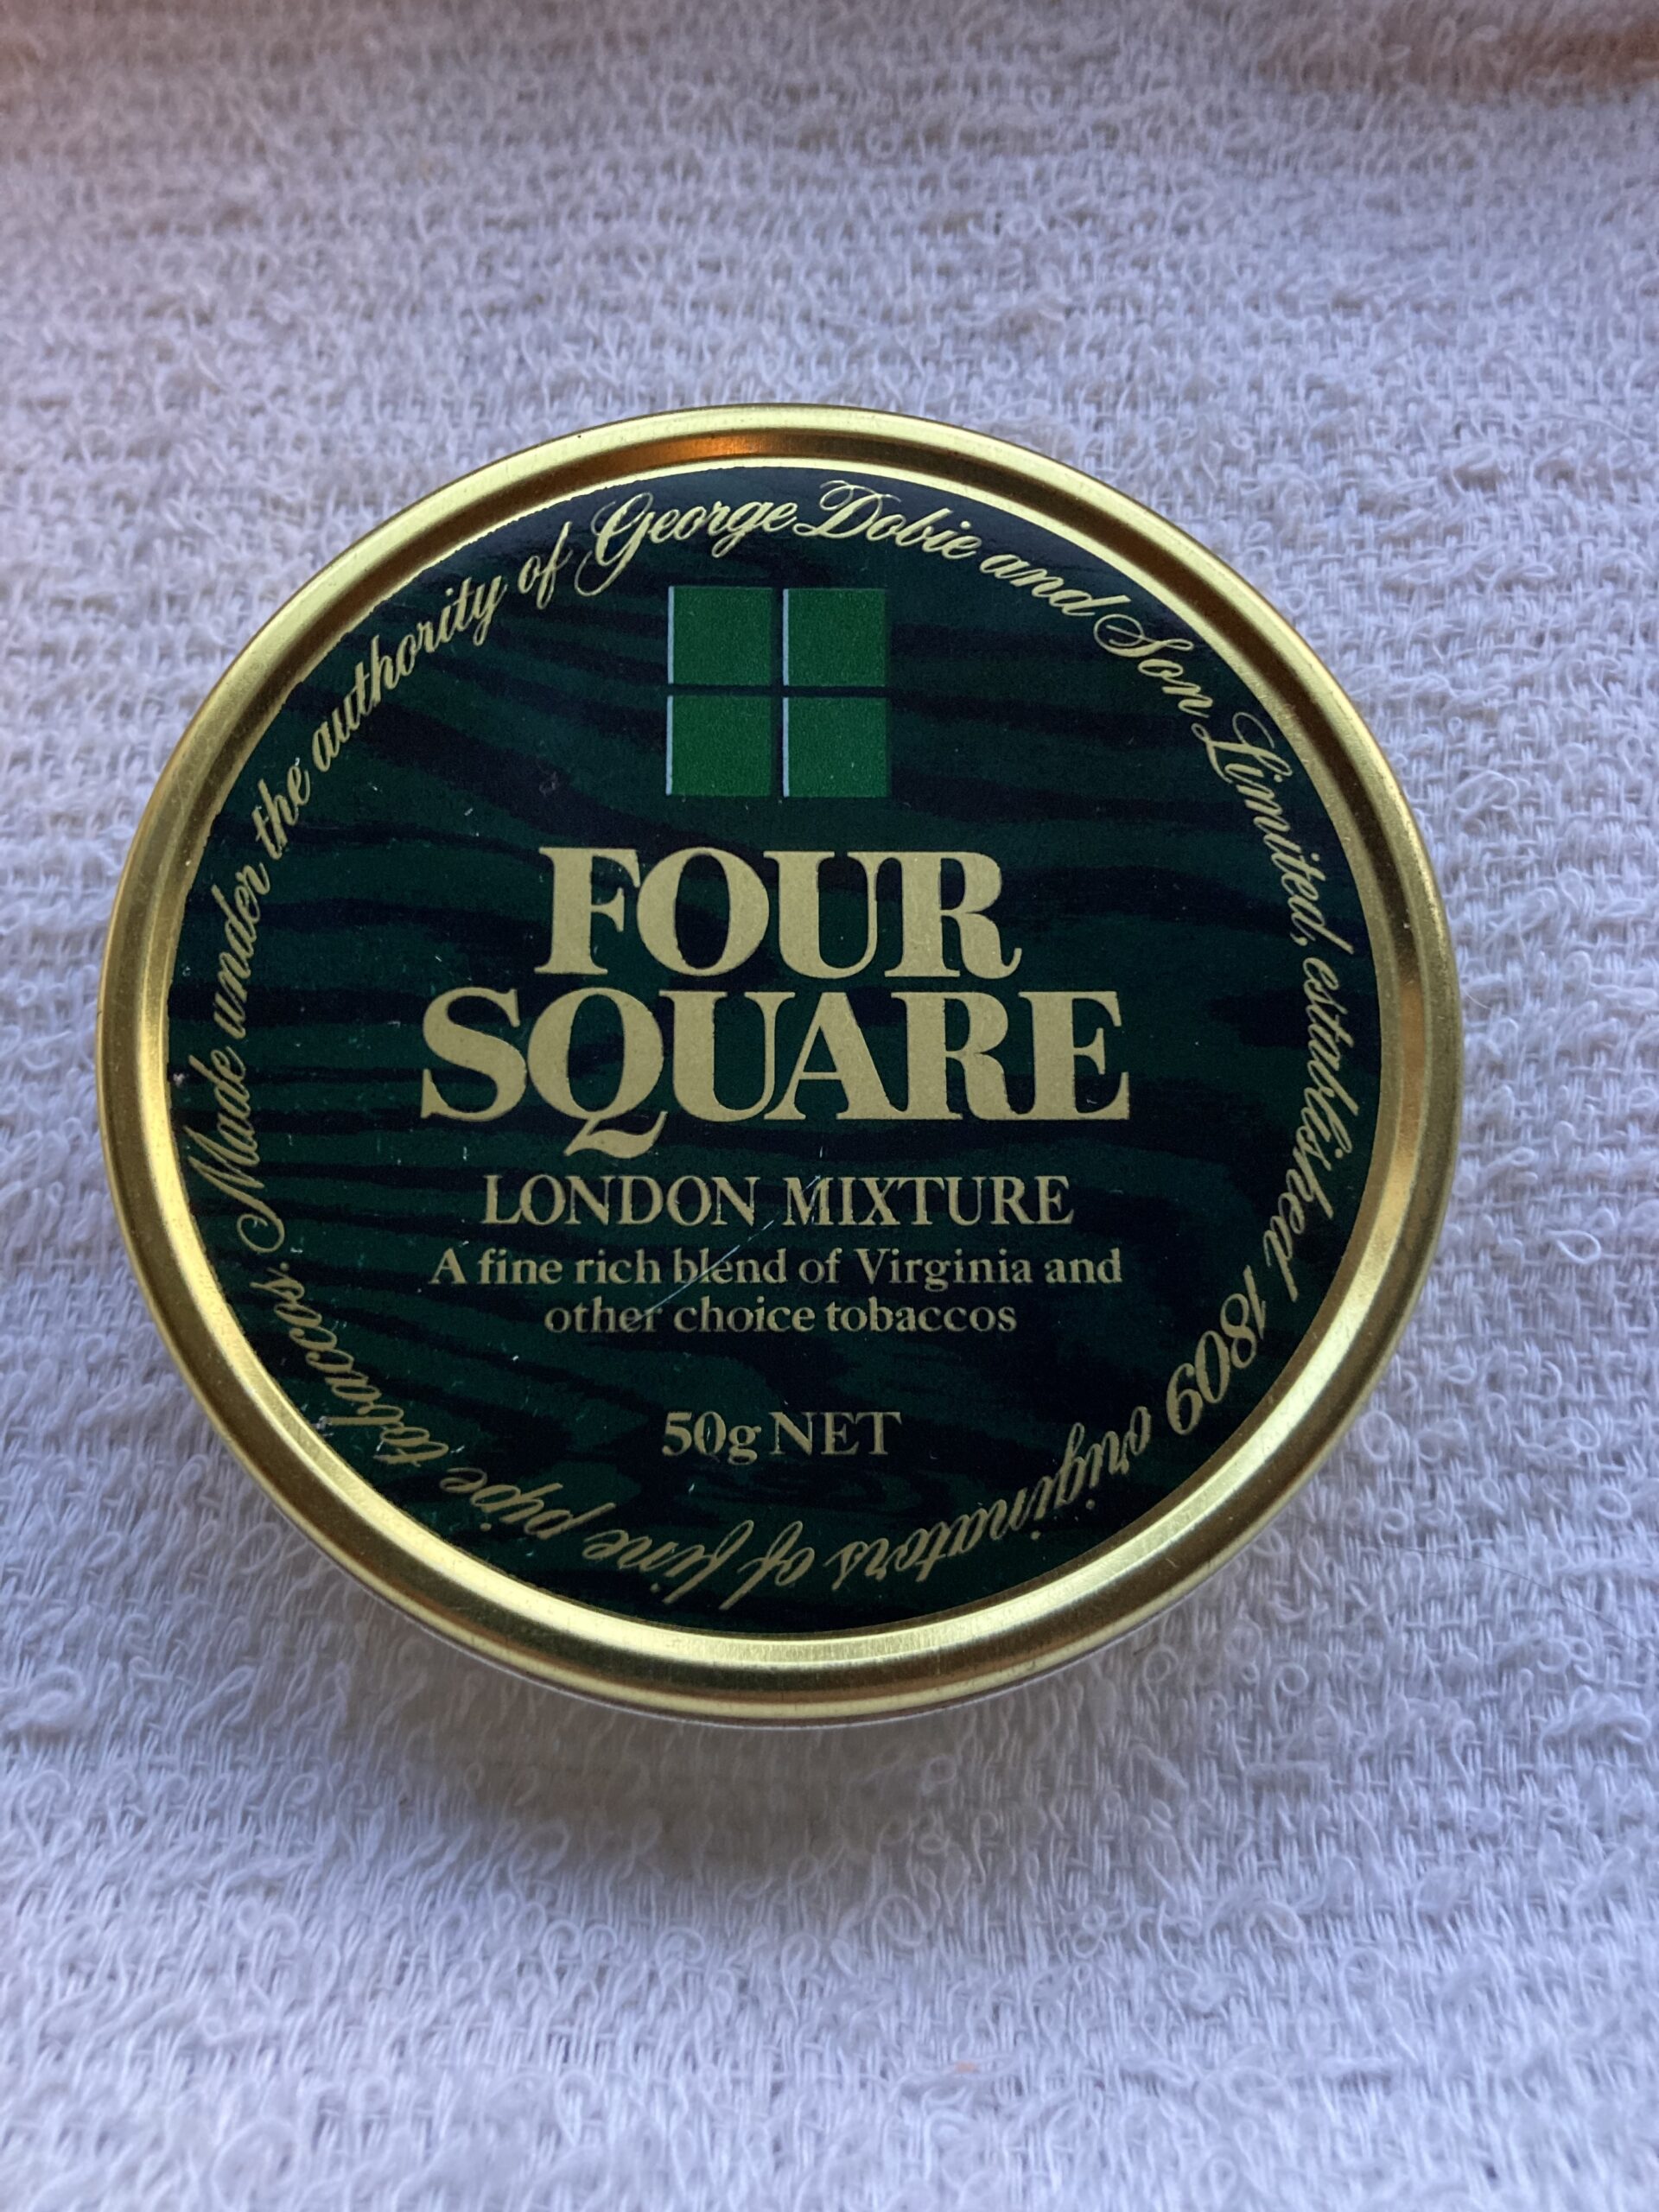 Made under the authority of George Dobie and Son Limited, established 1809 originators of fine pipe tobaccos.
FOUR
SQUARE
LONDON MIXTURE
A fine rich blend of Virginia and
other choice tobaccos
50g NET